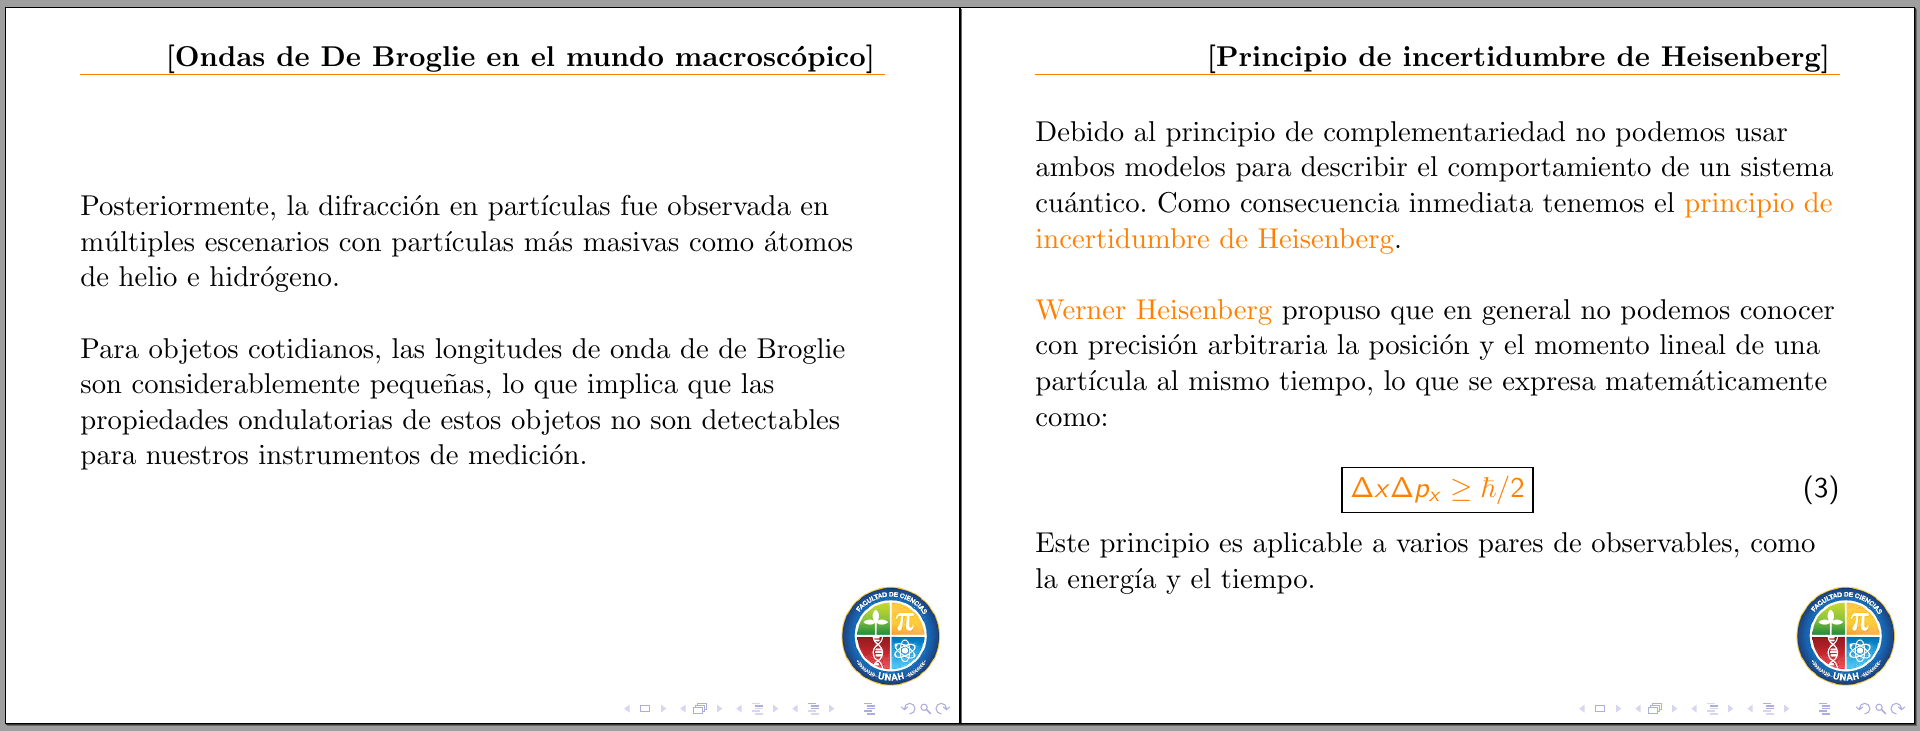 [Ondas de De Broglie en el mundo macroscópico]
Posteriormente, la difracción en partículas fue observada en
múltiples escenarios con partículas más masivas como átomos
de helio e hidrógeno.
Para objetos cotidianos, las longitudes de onda de de Broglie
son considerablemente pequeñas, lo que implica que las
propiedades ondulatorias de estos objetos no son detectables
para nuestros instrumentos de medición.
FACULTAD DE CIENCIAS
π
UNAH
[Principio de incertidumbre de Heisenberg]
Debido al principio de complementariedad no podemos usar
ambos modelos para describir el comportamiento de un sistema
cuántico. Como consecuencia inmediata tenemos el principio de
incertidumbre de Heisenberg.
Werner Heisenberg propuso que en general no podemos conocer
con precisión arbitraria la posición y el momento lineal de una
partícula al mismo tiempo, lo que se expresa matemáticamente
como:
ΔxΔpₓ ≥ ℏ/2 (3)
Este principio es aplicable a varios pares de observables, como
la energía y el tiempo.
FACULTAD DE CIENCIAS
π
UNAH